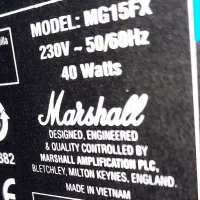 MODEL: MG15FX
230V ~ 50/60Hz
40 Watts
Marshall
DESIGNED, ENGINEERED
& QUALITY CONTROLLED BY
MARSHALL AMPLIFICATION PLC,
BLETCHLEY, MILTON KEYNES, ENGLAND.
MADE IN VIETNAM